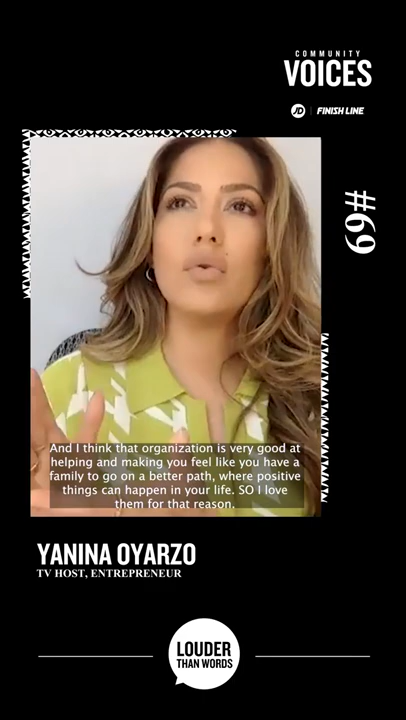 COMMUNITY
VOICES
JD | FINISH LINE
#69
And I think that organization is very good at
helping and making you feel like you have a
family to go on a better path, where positive
things can happen in your life. SO I love
them for that reason.
YANINA OYARZO
TV HOST, ENTREPRENEUR
LOUDER
THAN WORDS